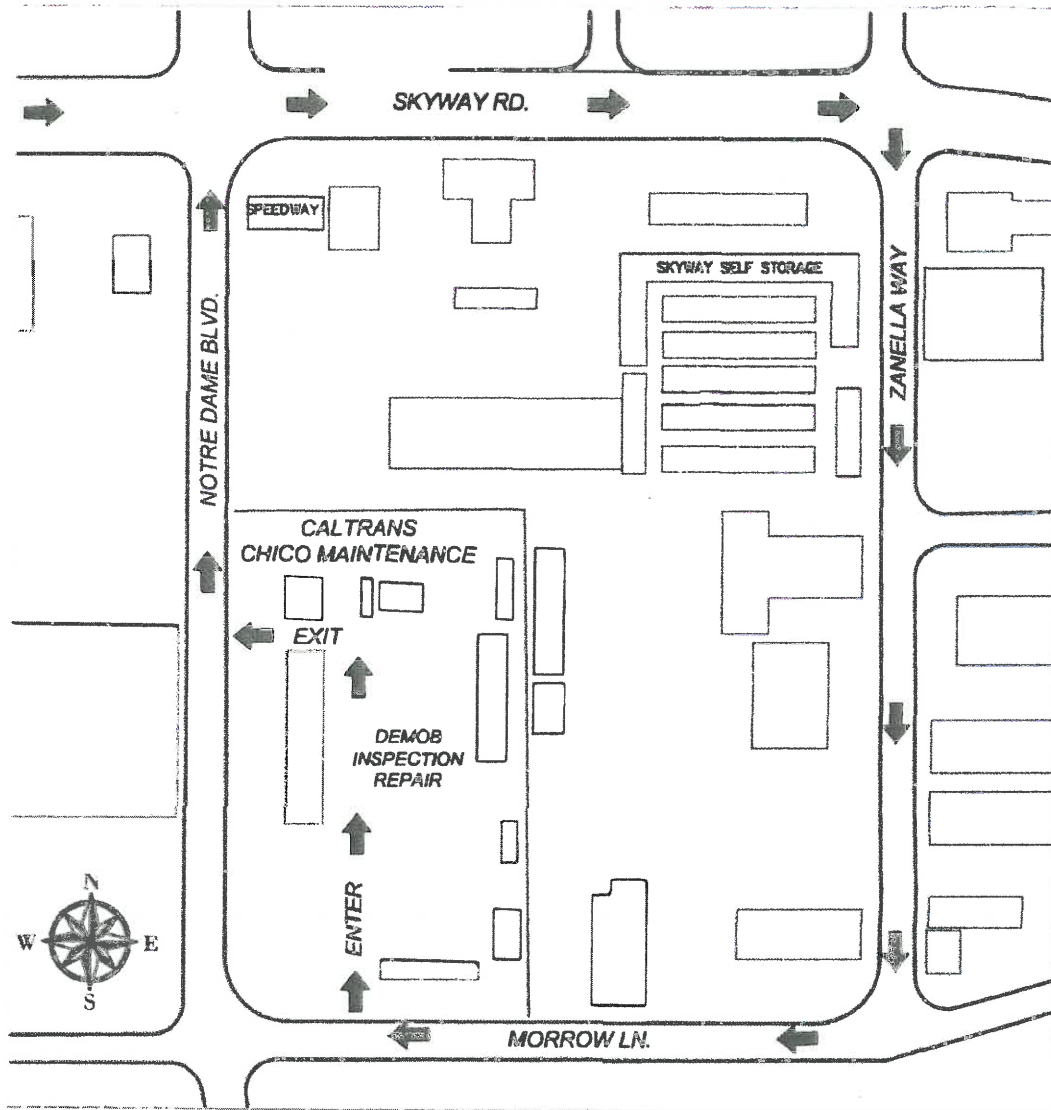 SKYWAY RD.
SPEEDWAY
SKYWAY SELF STORAGE
NOTRE DAME BLVD.
ZANELLA WAY
CALTRANS
CHICO MAINTENANCE
EXIT
DEMOB
INSPECTION
REPAIR
ENTER
N
W
E
S
MORROW LN.